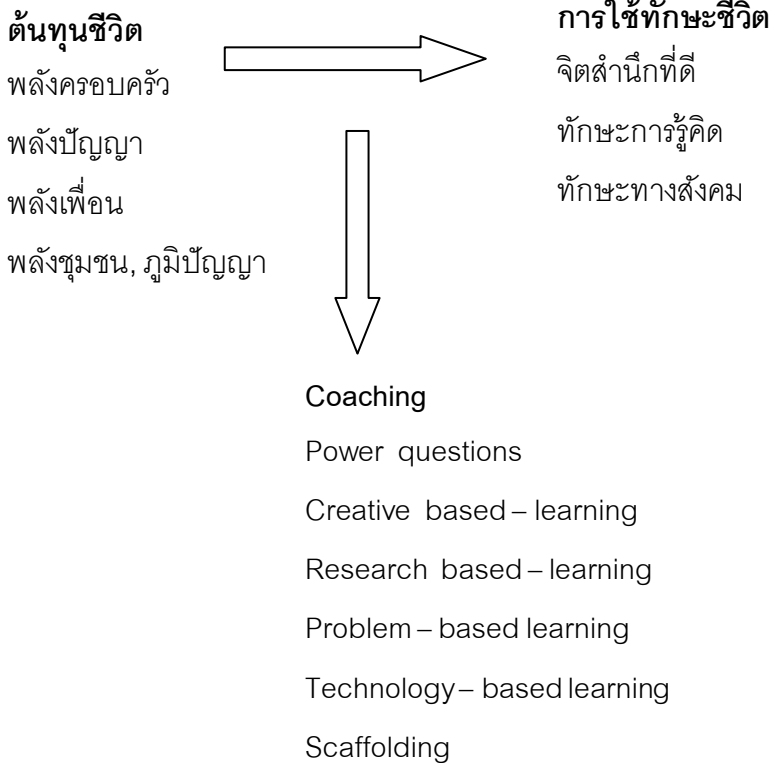 ต้นทุนชีวิต
พลังครอบครัว
พลังปัญญา
พลังเพื่อน
พลังชุมชน, ภูมิปัญญา
การใช้ทักษะชีวิต
จิตสำนึกที่ดี
ทักษะการรู้คิด
ทักษะทางสังคม
Coaching
Power questions
Creative based – learning
Research based – learning
Problem – based learning
Technology – based learning
Scaffolding